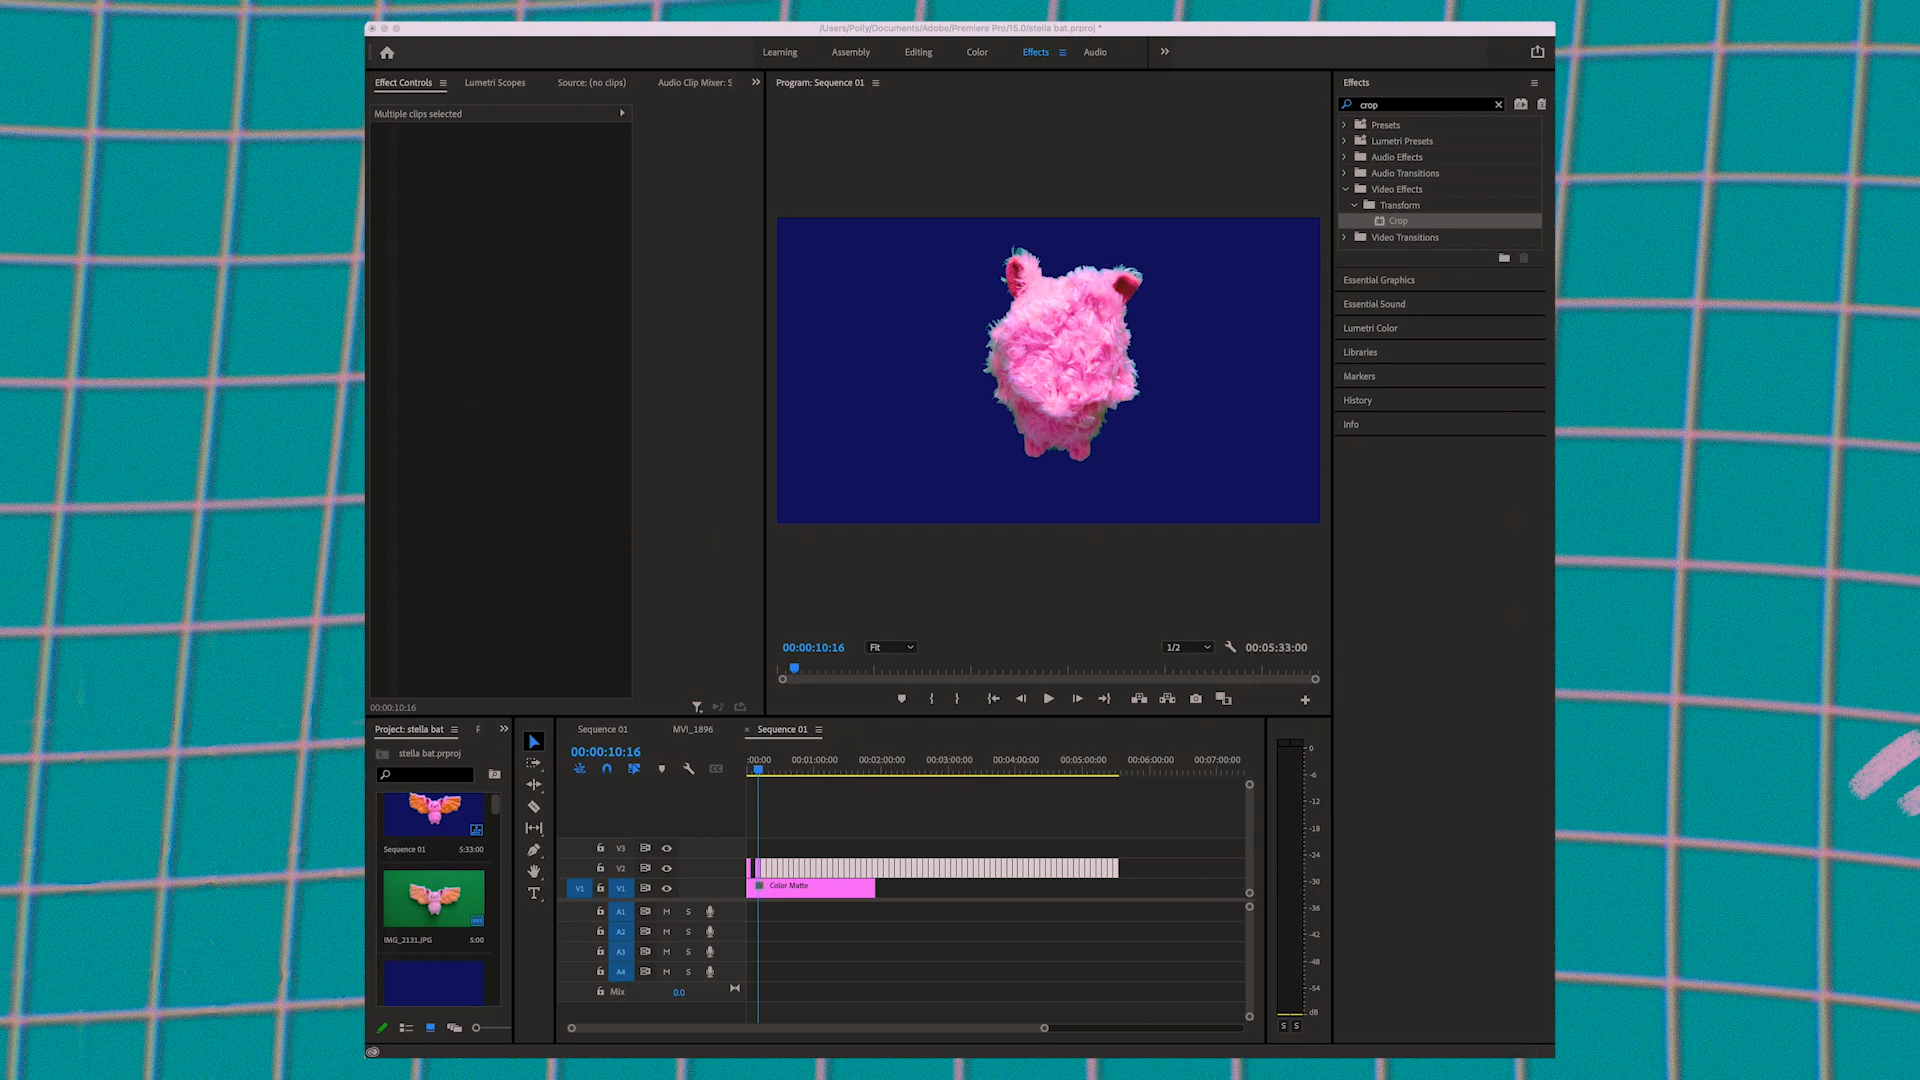 /Users/Polly/Documents/Adobe/Premiere Pro/15.0/stella bat.prproj *
Learning Assembly Editing Color Effects Audio
Effect Controls Lumetri Scopes Source: (no clips) Audio Clip Mixer: S
Multiple clips selected
00:00:10:16
Program: Sequence 01
00:00:10:16 Fit 1/2 00:05:33:00
Effects
crop
Presets
Lumetri Presets
Audio Effects
Audio Transitions
Video Effects
Transform
Crop
Video Transitions
Essential Graphics
Essential Sound
Lumetri Color
Libraries
Markers
History
Info
Project: stella bat
stella bat.prproj
Sequence 01 5:33:00
IMG_2131.JPG 5:00
Sequence 01 MVI_1896 × Sequence 01
00:00:10:16
:00:00 00:01:00:00 00:02:00:00 00:03:00:00 00:04:00:00 00:05:00:00 00:06:00:00 00:07:00:00
V3
V2
V1 V1 Color Matte
A1 M S
A2 M S
A3 M S
A4 M S
Mix 0.0
0
-6
-12
-18
-24
-30
-36
-42
-48
-54
dB
S S